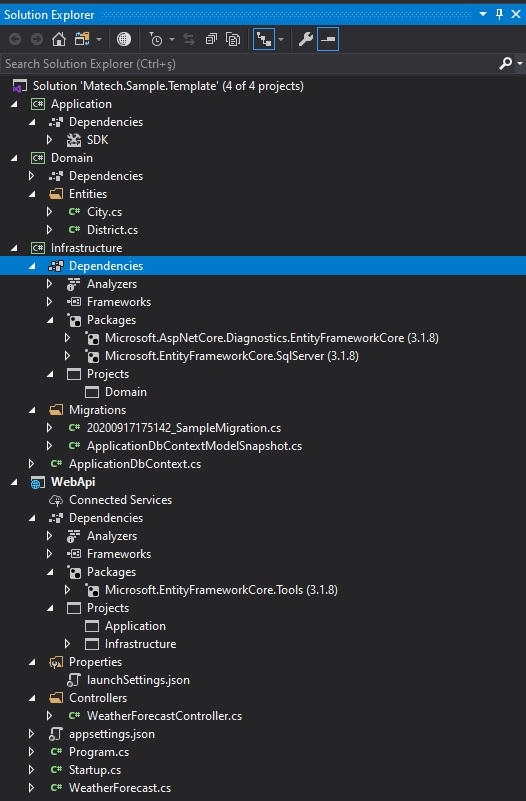 Solution Explorer
Search Solution Explorer (Ctrl+ş)
Solution 'Matech.Sample.Template' (4 of 4 projects)
C# Application
Dependencies
SDK
C# Domain
Dependencies
Entities
C# City.cs
C# District.cs
C# Infrastructure
Dependencies
Analyzers
Frameworks
Packages
Microsoft.AspNetCore.Diagnostics.EntityFrameworkCore (3.1.8)
Microsoft.EntityFrameworkCore.SqlServer (3.1.8)
Projects
Domain
Migrations
C# 20200917175142_SampleMigration.cs
C# ApplicationDbContextModelSnapshot.cs
C# ApplicationDbContext.cs
WebApi
Connected Services
Dependencies
Analyzers
Frameworks
Packages
Microsoft.EntityFrameworkCore.Tools (3.1.8)
Projects
Application
Infrastructure
Properties
launchSettings.json
Controllers
C# WeatherForecastController.cs
appsettings.json
C# Program.cs
C# Startup.cs
C# WeatherForecast.cs